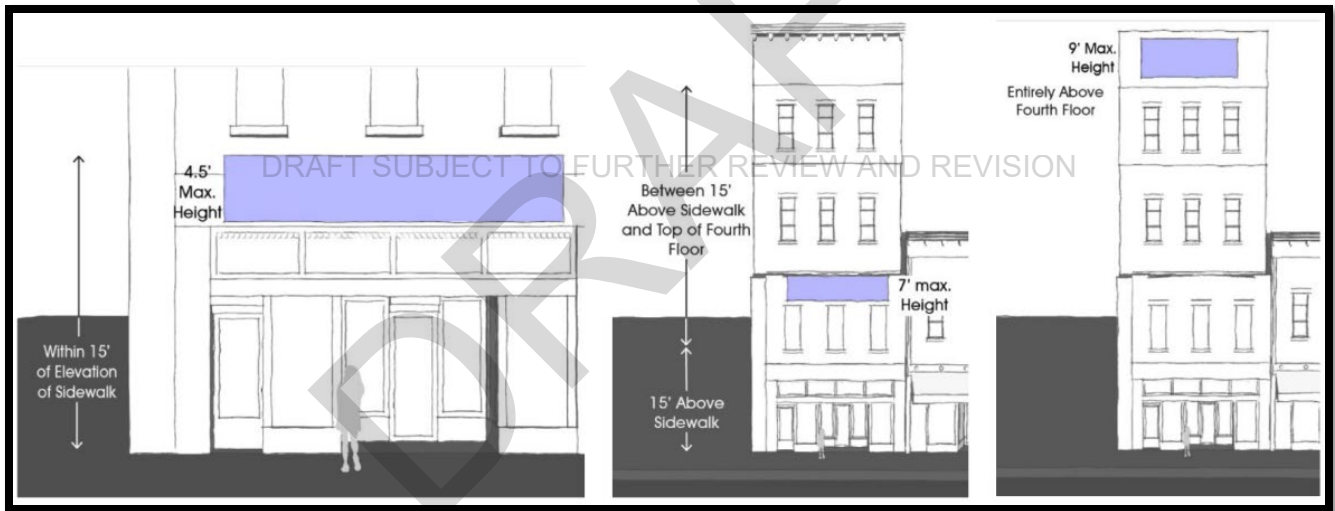 4.5'
Max.
Height
Within 15'
of Elevation
of Sidewalk
DRAFT SUBJECT TO FURTHER REVIEW AND REVISION
DRAF
Between 15'
Above Sidewalk
and Top of Fourth
Floor
7' max.
Height
15' Above
Sidewalk
9' Max.
Height
Entirely Above
Fourth Floor